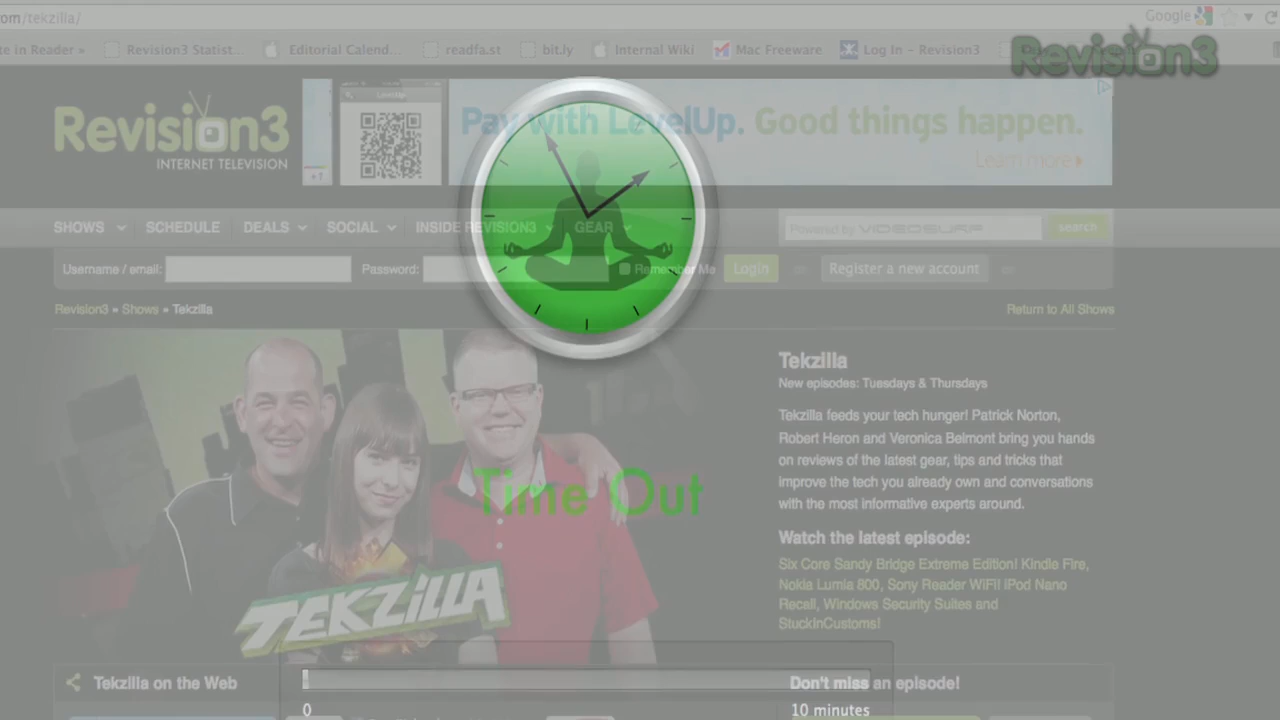 om/tekzilla/
Google
te in Reader »
Revision3 Statist...
Editorial Calend...
readfa.st
bit.ly
Internal Wiki
Mac Freeware
Log In - Revision3
Revision3
Revision3
INTERNET TELEVISION
+1
LevelUp
Pay with LevelUp. Good things happen.
Learn more
SHOWS
SCHEDULE
DEALS
SOCIAL
INSIDE REVISION3
GEAR
Powered by VIDEOSURF
search
Username / email:
Password:
Remember Me
Login
Register a new account
Revision3 » Shows » Tekzilla
Return to All Shows
Tekzilla
New episodes: Tuesdays & Thursdays
Tekzilla feeds your tech hunger! Patrick Norton,
Robert Heron and Veronica Belmont bring you hands
on reviews of the latest gear, tips and tricks that
improve the tech you already own and conversations
with the most informative experts around.
Time Out
Watch the latest episode:
Six Core Sandy Bridge Extreme Edition! Kindle Fire,
Nokia Lumia 800, Sony Reader WiFi! iPod Nano
Recall, Windows Security Suites and
StuckInCustoms!
TEKZILLA
Tekzilla on the Web
Don't miss an episode!
0
10 minutes